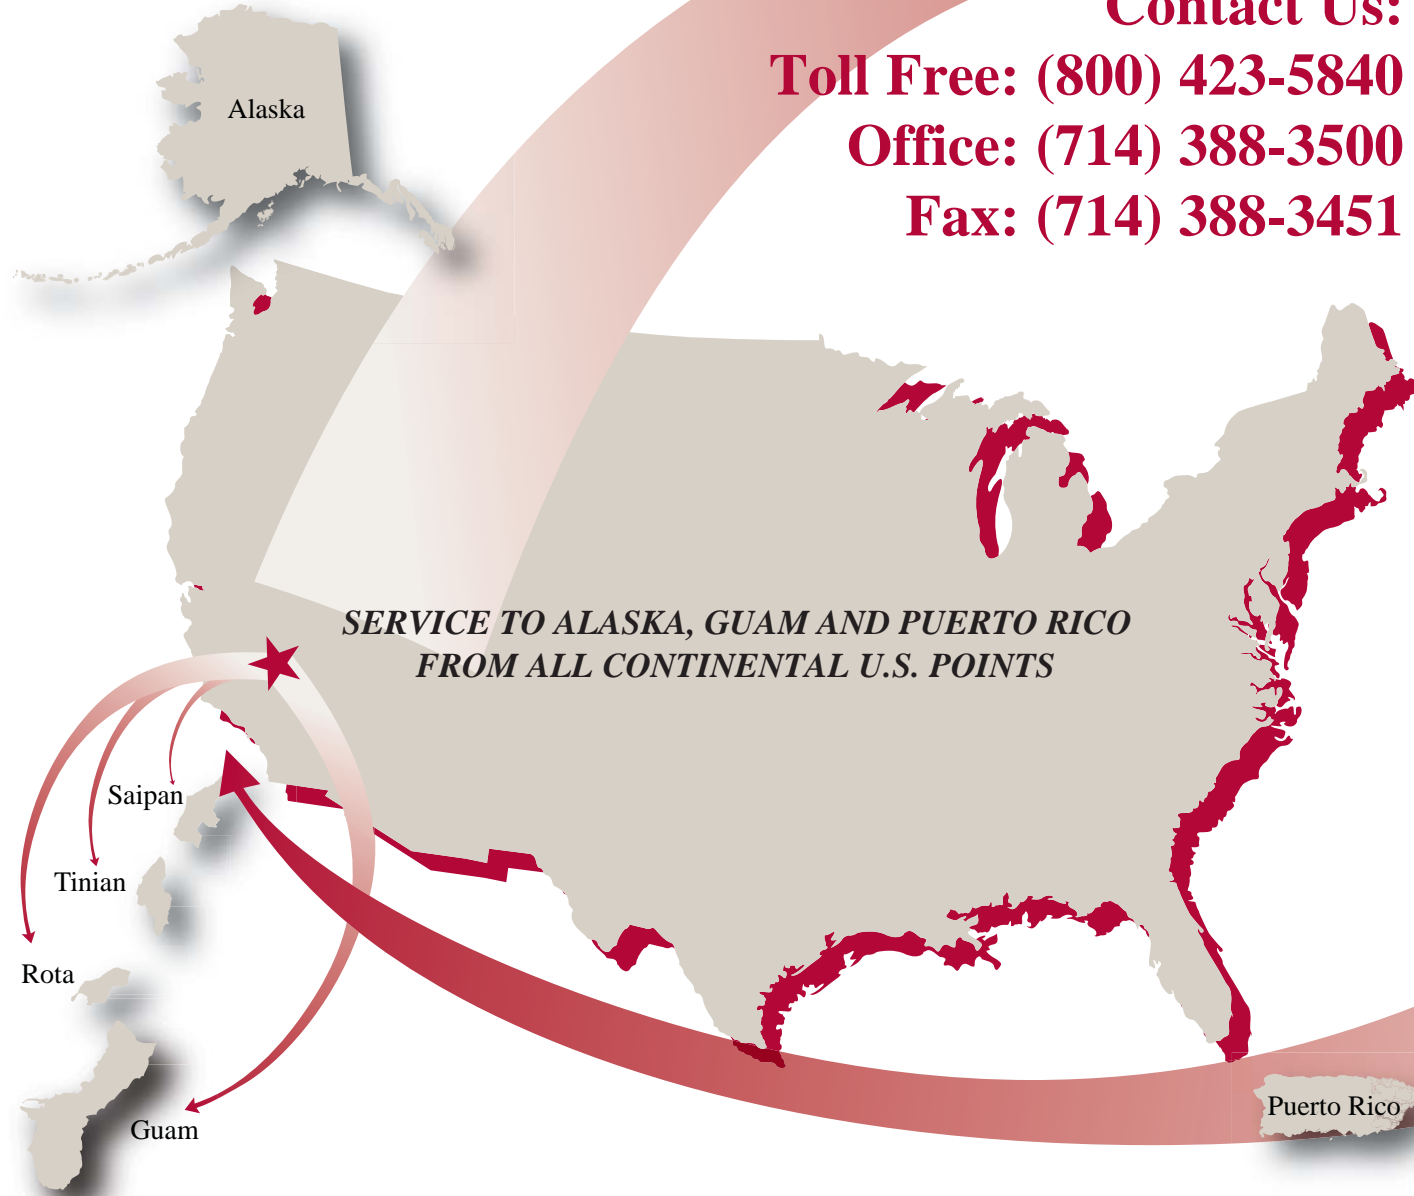 Contact Us:
Toll Free: (800) 423-5840
Office: (714) 388-3500
Fax: (714) 388-3451
Alaska
SERVICE TO ALASKA, GUAM AND PUERTO RICO
FROM ALL CONTINENTAL U.S. POINTS
Saipan
Tinian
Rota
Guam
Puerto Rico